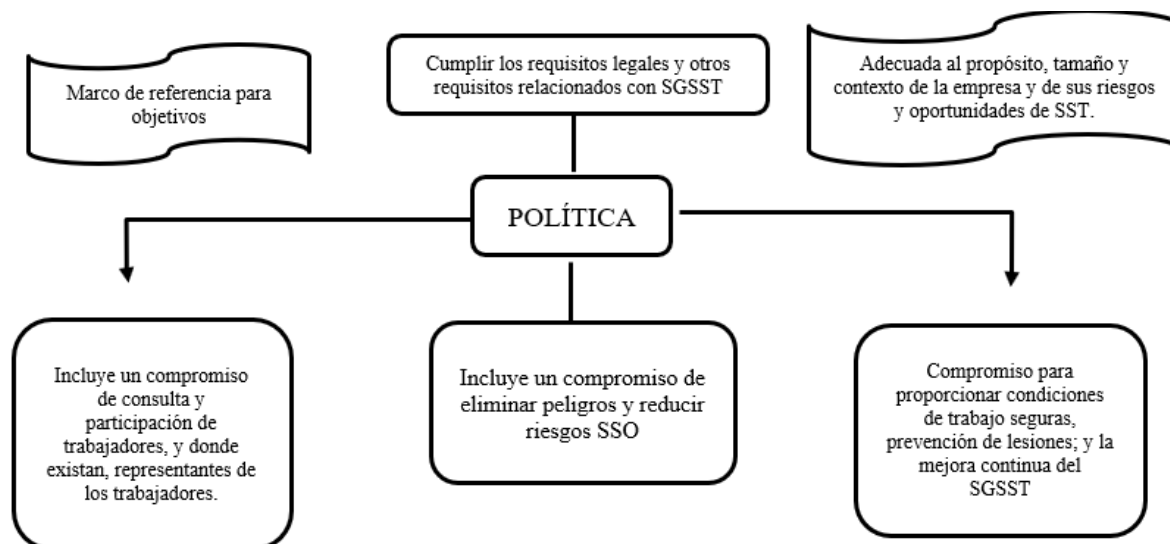 Marco de referencia para
objetivos
Cumplir los requisitos legales y otros
requisitos relacionados con SGSST
Adecuada al propósito, tamaño y
contexto de la empresa y de sus riesgos
y oportunidades de SST.
POLÍTICA
Incluye un compromiso
de consulta y
participación de
trabajadores, y donde
existan, representantes de
los trabajadores.
Incluye un compromiso de
eliminar peligros y reducir
riesgos SSO
Compromiso para
proporcionar condiciones
de trabajo seguras,
prevención de lesiones; y la
mejora continua del
SGSST